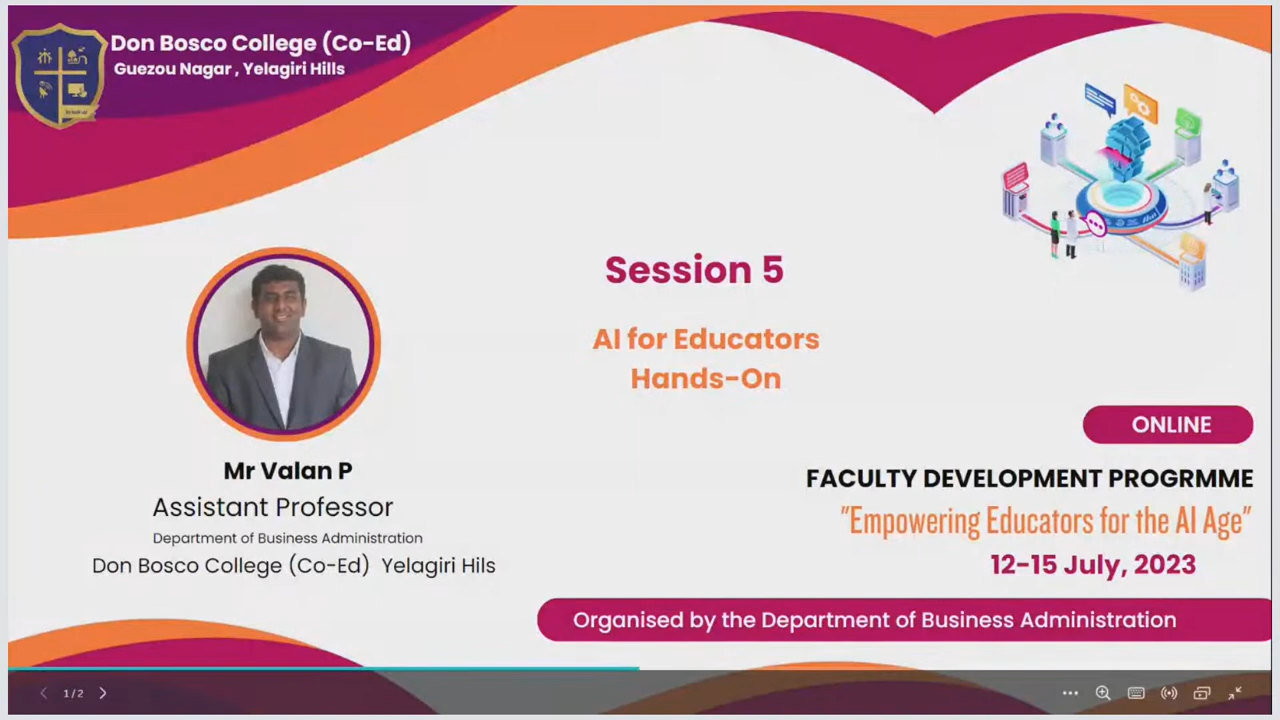 Don Bosco College (Co-Ed)
Guezou Nagar , Yelagiri Hills
Session 5
AI for Educators
Hands-On
Mr Valan P
Assistant Professor
Department of Business Administration
Don Bosco College (Co-Ed) Yelagiri Hils
ONLINE
FACULTY DEVELOPMENT PROGRMME
"Empowering Educators for the AI Age"
12-15 July, 2023
Organised by the Department of Business Administration
1/2